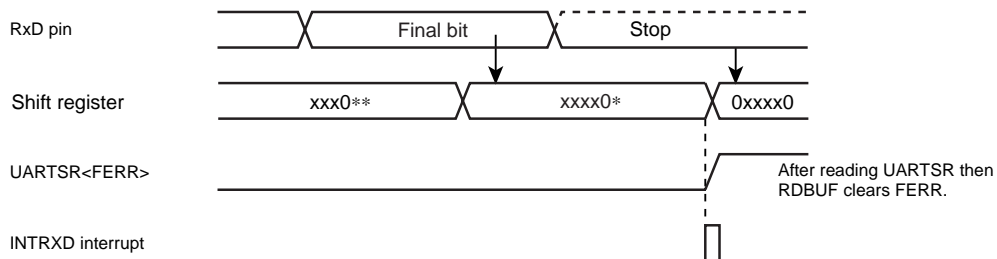 RxD pin
Final bit
Stop
Shift register
xxx0**
xxxx0*
0xxxx0
UARTSR<FERR>
After reading UARTSR then
RDBUF clears FERR.
INTRXD interrupt